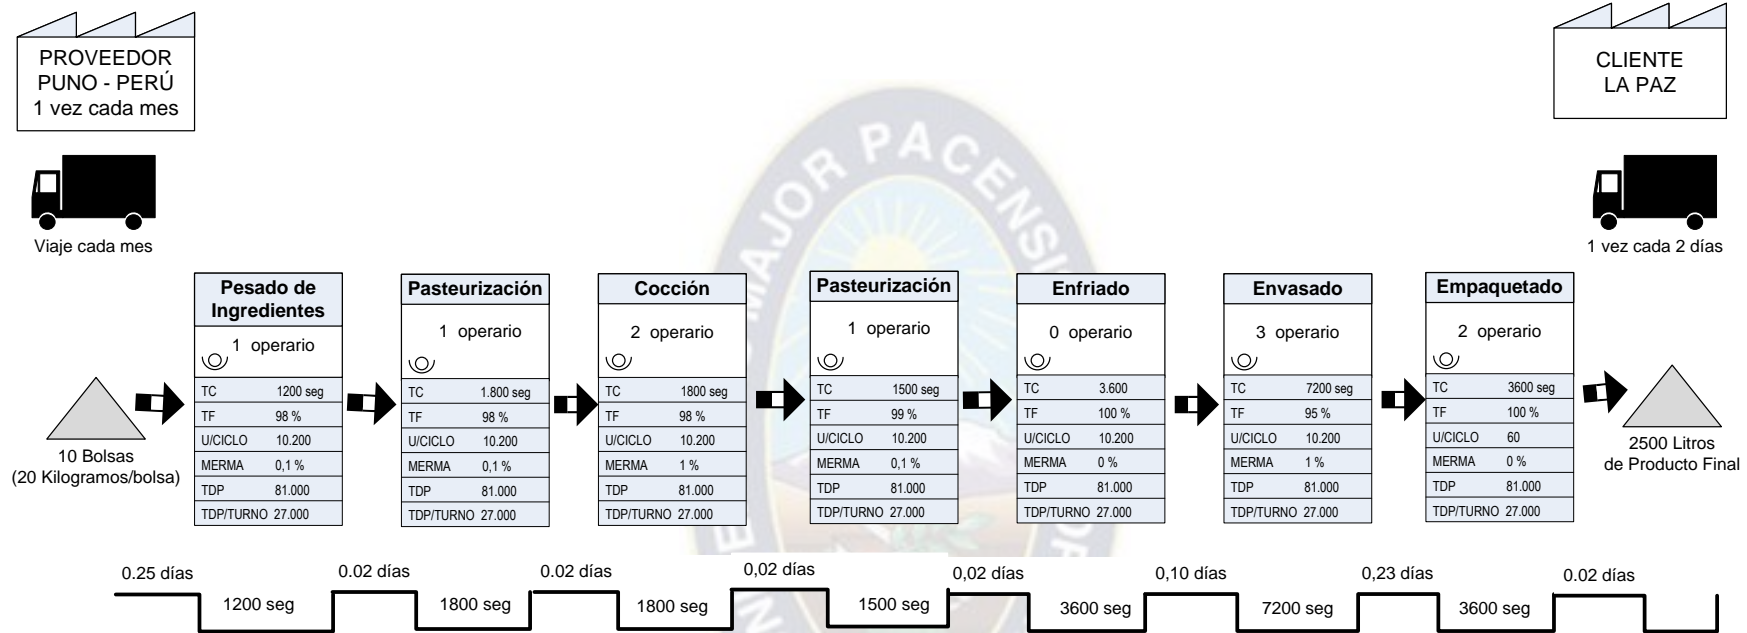 PROVEEDOR
PUNO - PERÚ
1 vez cada mes
CLIENTE
LA PAZ
Viaje cada mes
1 vez cada 2 días
10 Bolsas
(20 Kilogramos/bolsa)
Pesado de
Ingredientes
1 operario
TC 1200 seg
TF 98 %
U/CICLO 10.200
MERMA 0,1 %
TDP 81.000
TDP/TURNO 27.000
Pasteurización
1 operario
TC 1.800 seg
TF 98 %
U/CICLO 10.200
MERMA 0,1 %
TDP 81.000
TDP/TURNO 27.000
Cocción
2 operario
TC 1800 seg
TF 98 %
U/CICLO 10.200
MERMA 1 %
TDP 81.000
TDP/TURNO 27.000
Pasteurización
1 operario
TC 1500 seg
TF 99 %
U/CICLO 10.200
MERMA 0,1 %
TDP 81.000
TDP/TURNO 27.000
Enfriado
0 operario
TC 3.600
TF 100 %
U/CICLO 10.200
MERMA 0 %
TDP 81.000
TDP/TURNO 27.000
Envasado
3 operario
TC 7200 seg
TF 95 %
U/CICLO 10.200
MERMA 1 %
TDP 81.000
TDP/TURNO 27.000
Empaquetado
2 operario
TC 3600 seg
TF 100 %
U/CICLO 60
MERMA 0 %
TDP 81.000
TDP/TURNO 27.000
2500 Litros
de Producto Final
0.25 días 0.02 días 0.02 días 0,02 días 0,02 días 0,10 días 0,23 días 0.02 días
1200 seg 1800 seg 1800 seg 1500 seg 3600 seg 7200 seg 3600 seg
MAJOR PACENSI